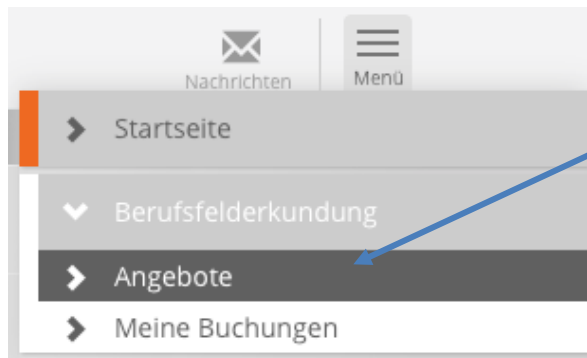 Nachrichten
Menü
Startseite
Berufsfelderkundung
Angebote
Meine Buchungen